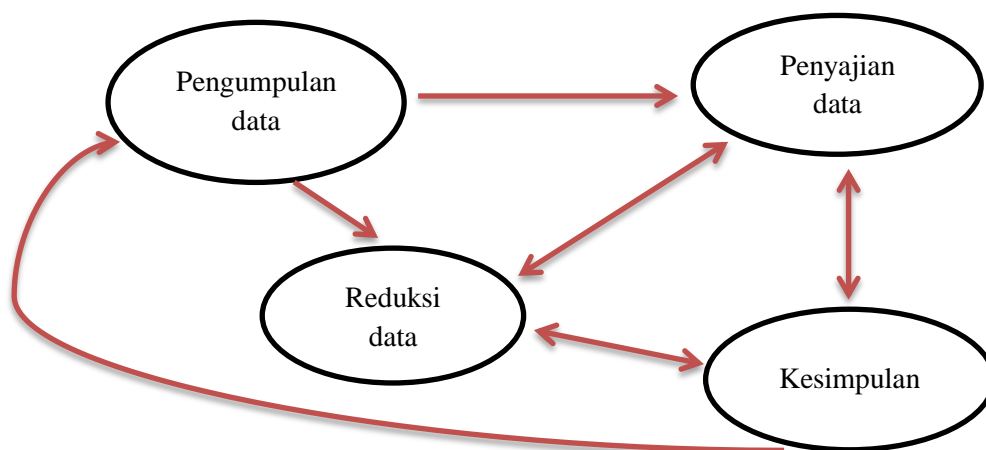 Pengumpulan
data
Penyajian
data
Reduksi
data
Kesimpulan